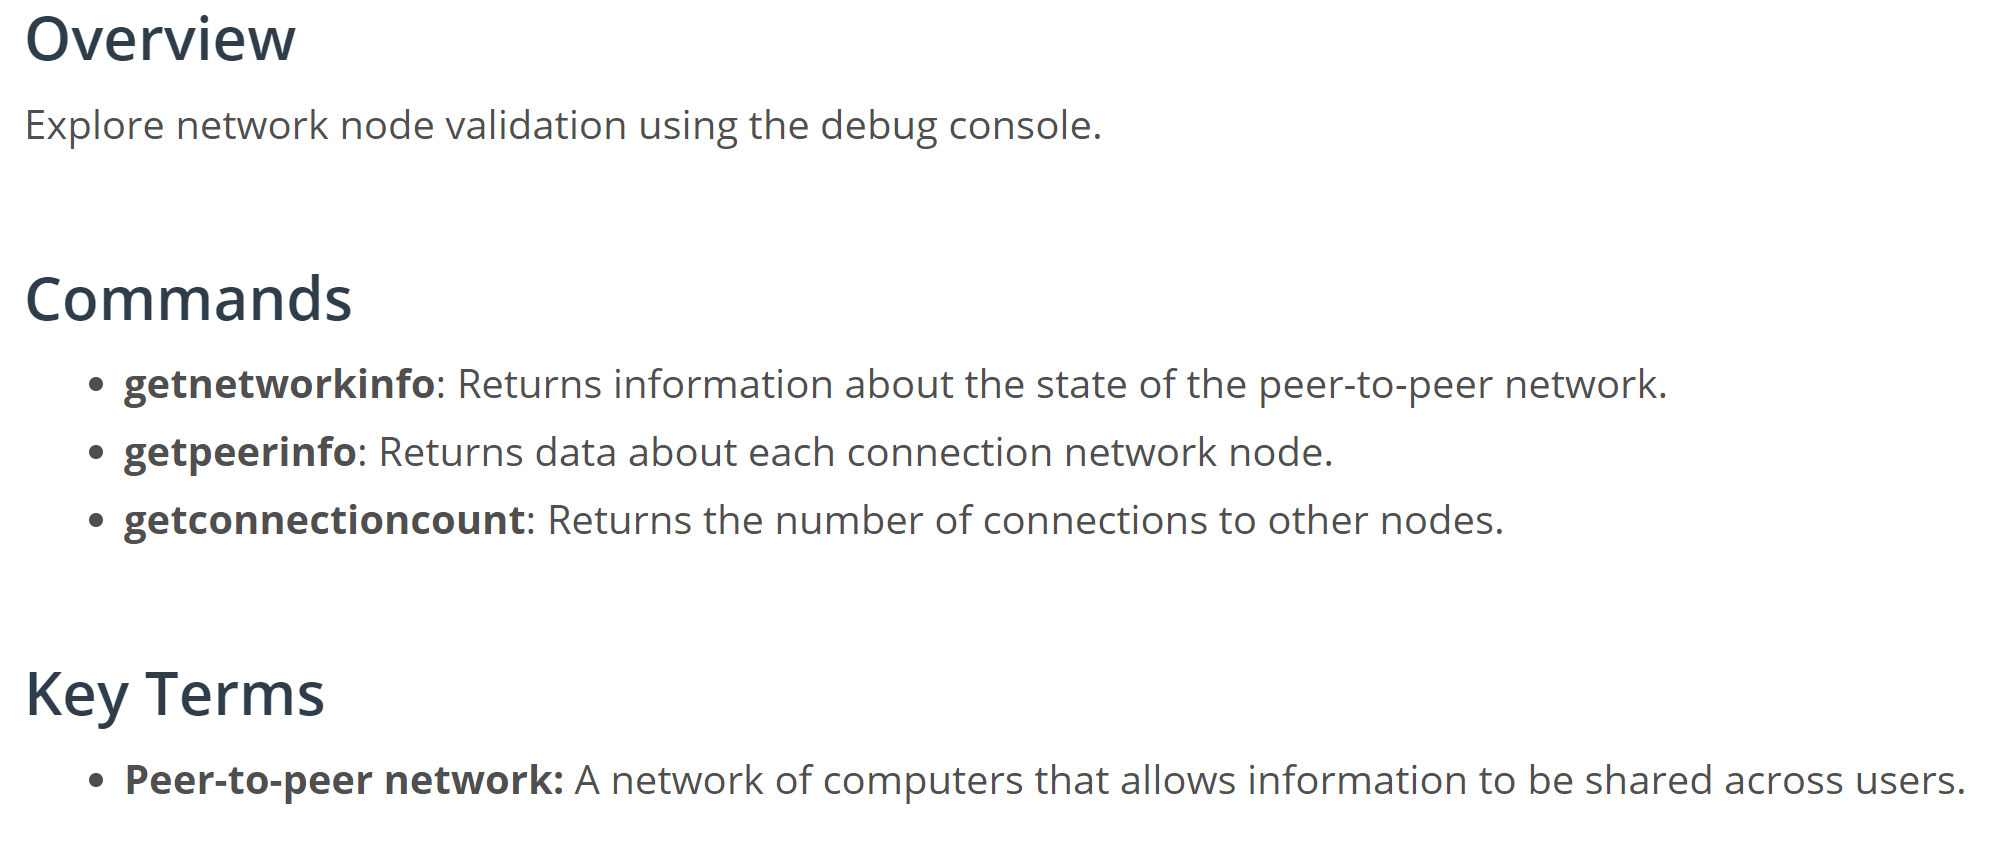 Overview
Explore network node validation using the debug console.
Commands
• getnetworkinfo: Returns information about the state of the peer-to-peer network.
• getpeerinfo: Returns data about each connection network node.
• getconnectioncount: Returns the number of connections to other nodes.
Key Terms
• Peer-to-peer network: A network of computers that allows information to be shared across users.